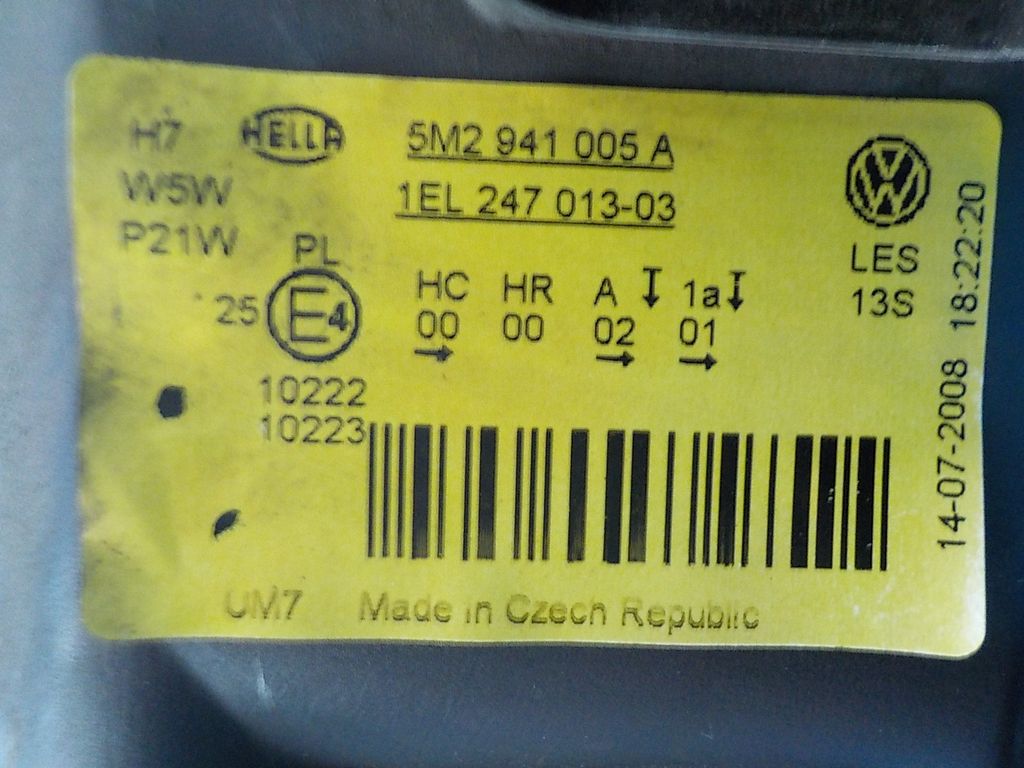 H7 HELLA 5M2 941 005 A
W5W 1EL 247 013-03
P21W
PL
25 E4
10222
10223
HC HR A 1a
00 00 02 01
LES
13S
14-07-2008 18:22:20
UM7 Made in Czech Republic